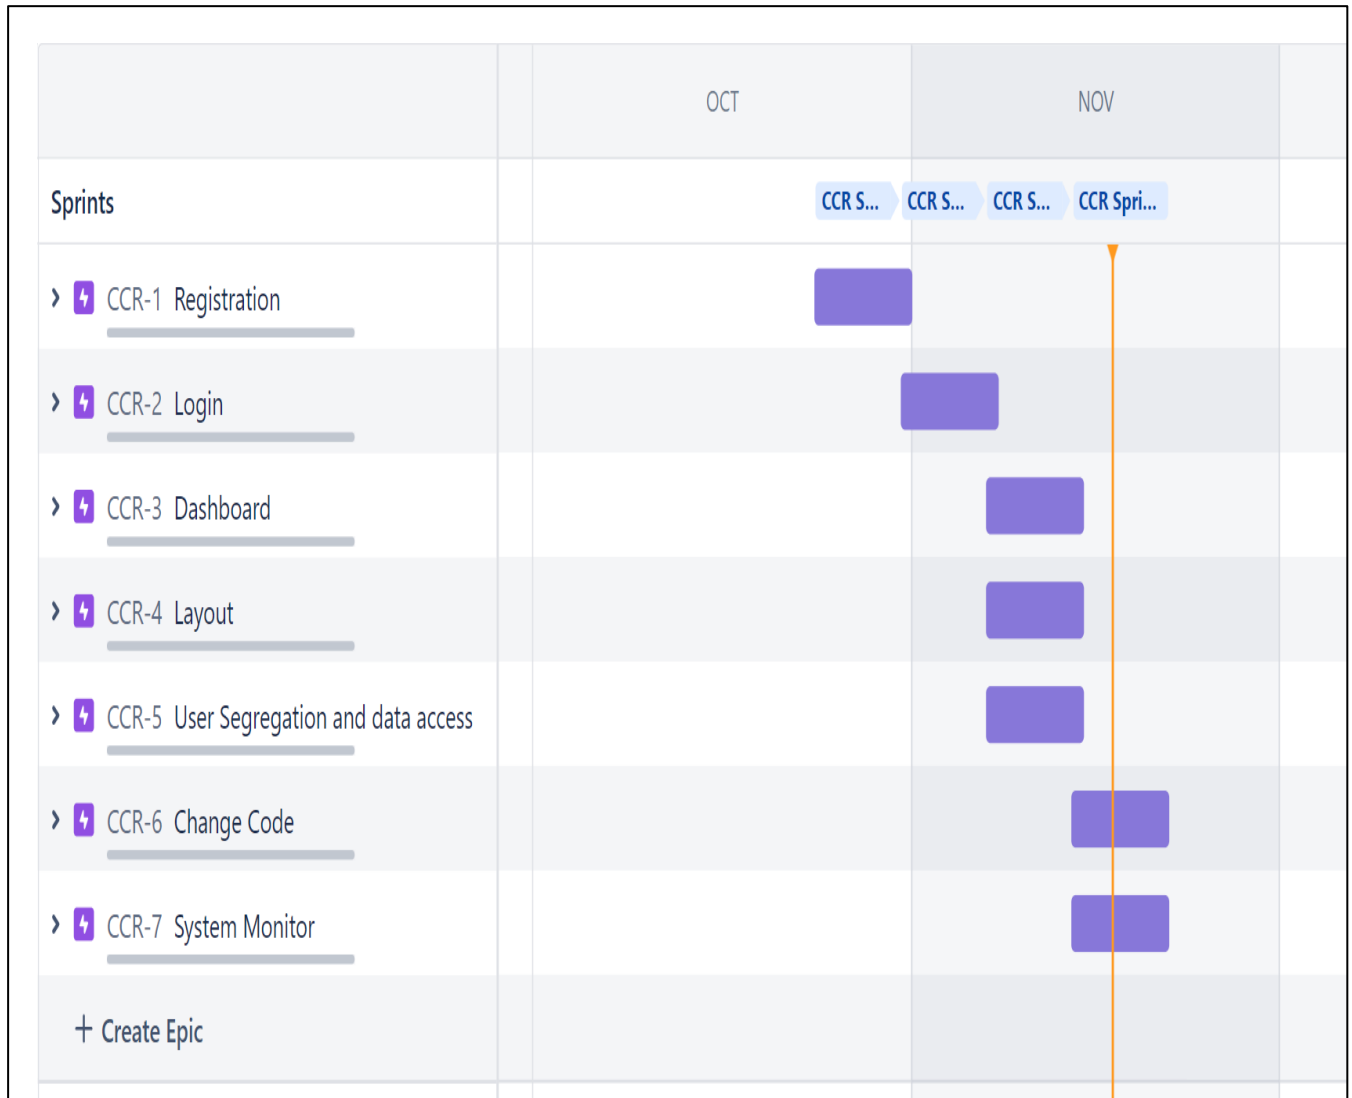 OCT NOV
Sprints CCR S... CCR S... CCR S... CCR Spri...
CCR-1 Registration
CCR-2 Login
CCR-3 Dashboard
CCR-4 Layout
CCR-5 User Segregation and data access
CCR-6 Change Code
CCR-7 System Monitor
+ Create Epic